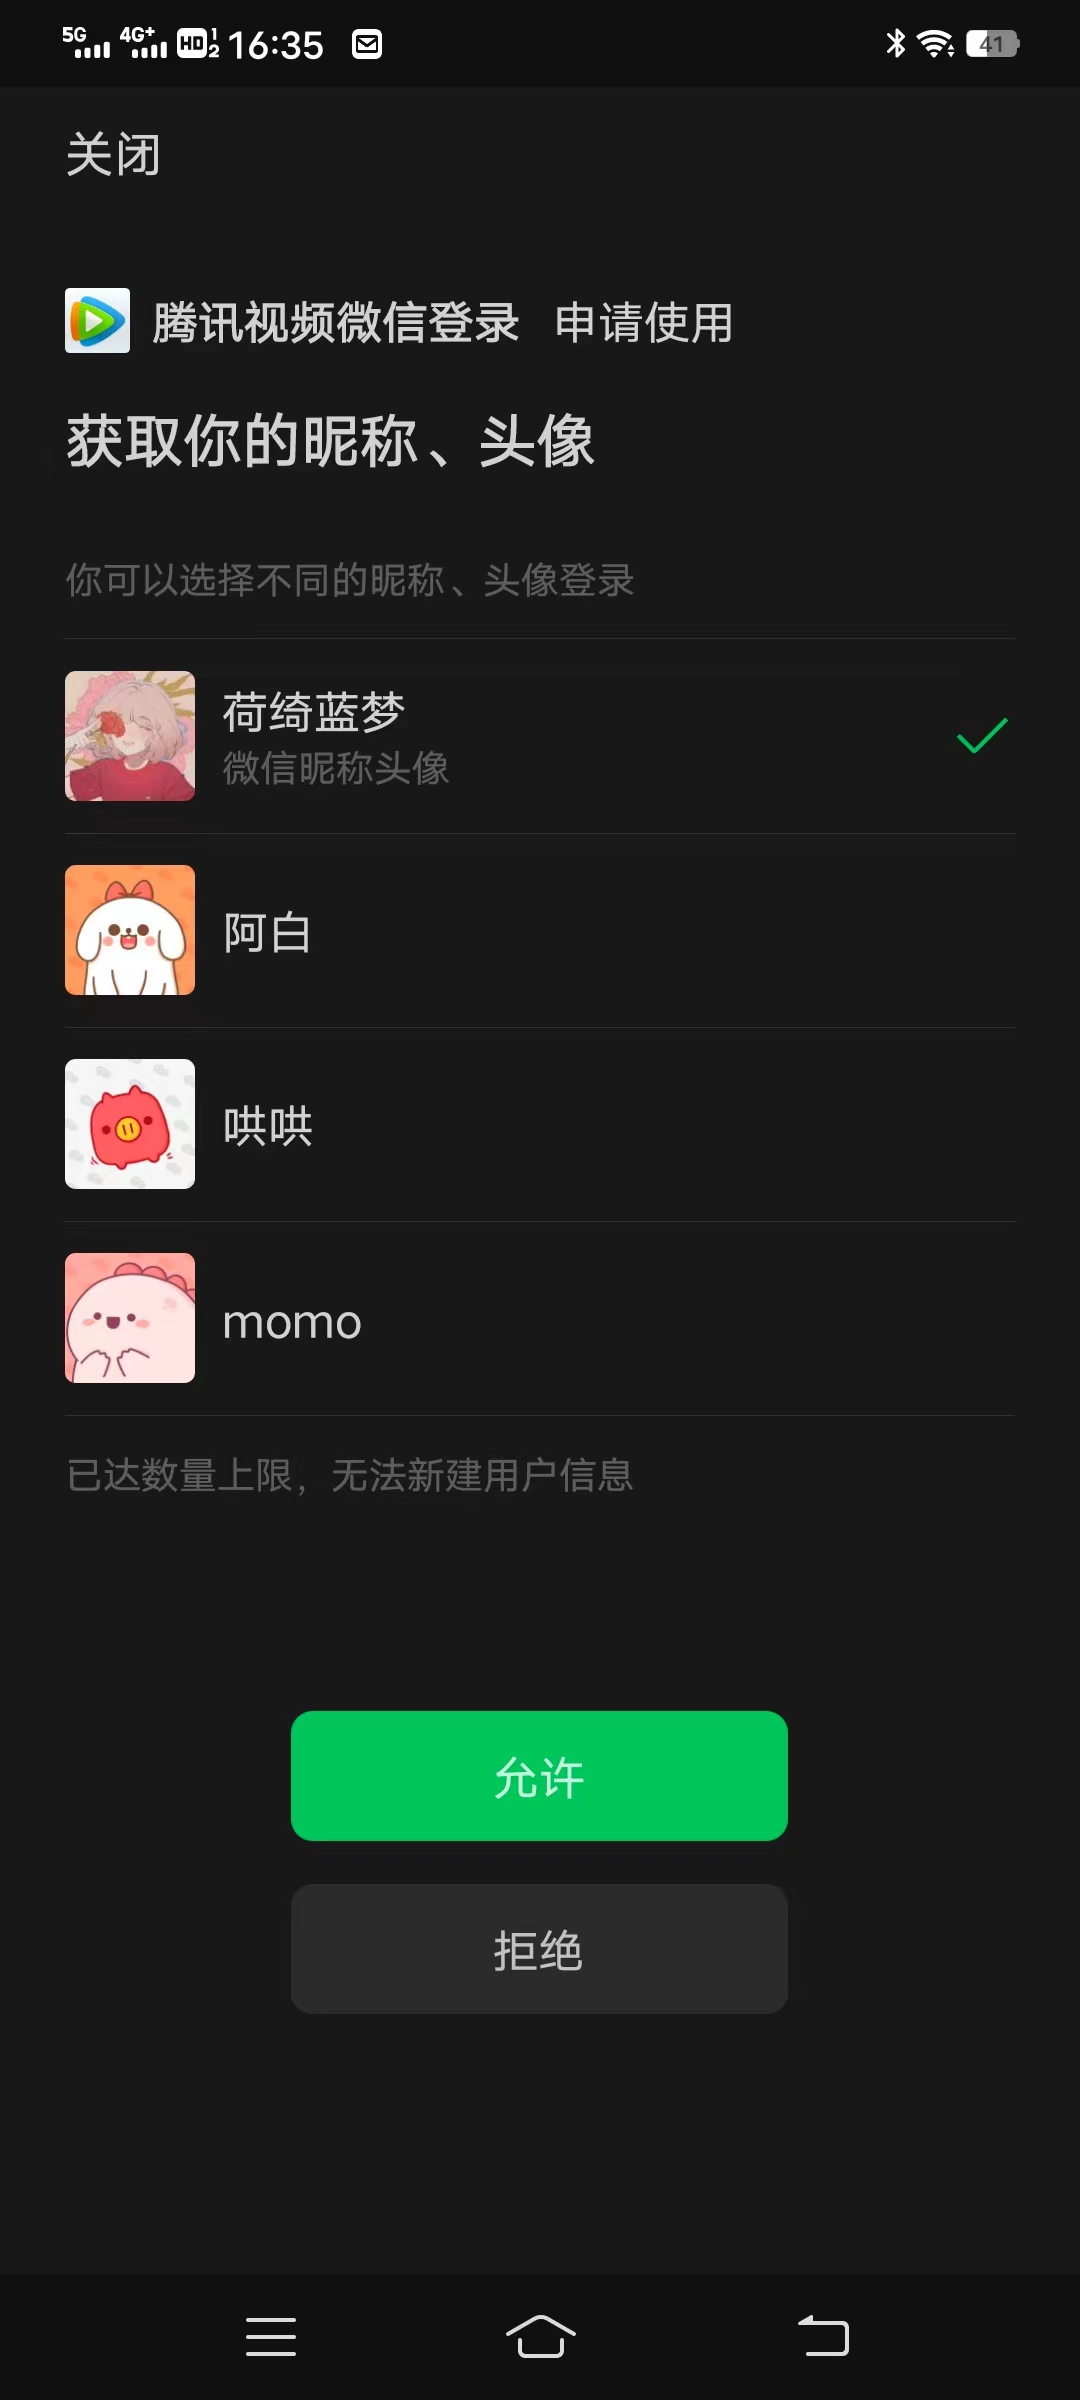 5G 4G+ HD 1 2 16:35 41
关闭
腾讯视频微信登录 申请使用
获取你的昵称、头像
你可以选择不同的昵称、头像登录
荷绮蓝梦
微信昵称头像
阿白
哄哄
momo
已达数量上限，无法新建用户信息
允许
拒绝